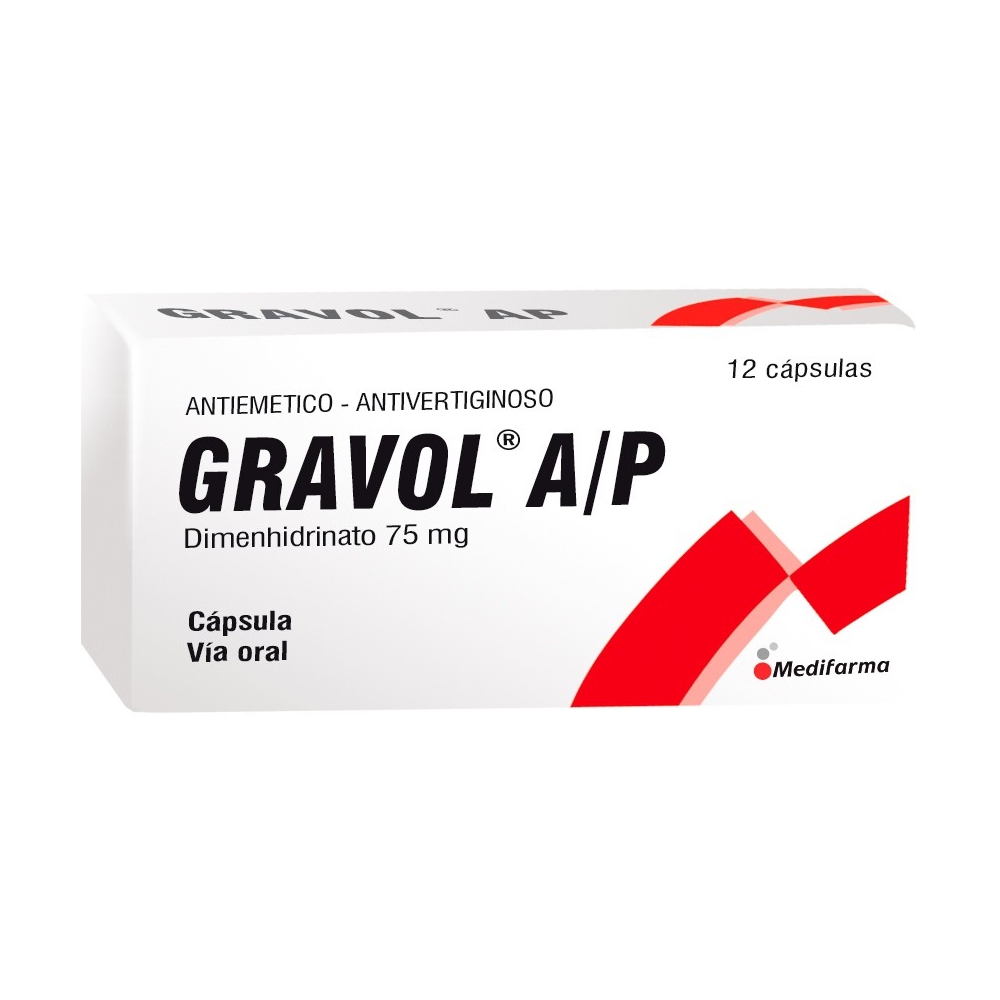 GRAVOL® AP
12 cápsulas
ANTIEMETICO - ANTIVERTIGINOSO
GRAVOL® A/P
Dimenhidrinato 75 mg
Cápsula
Vía oral
Medifarma